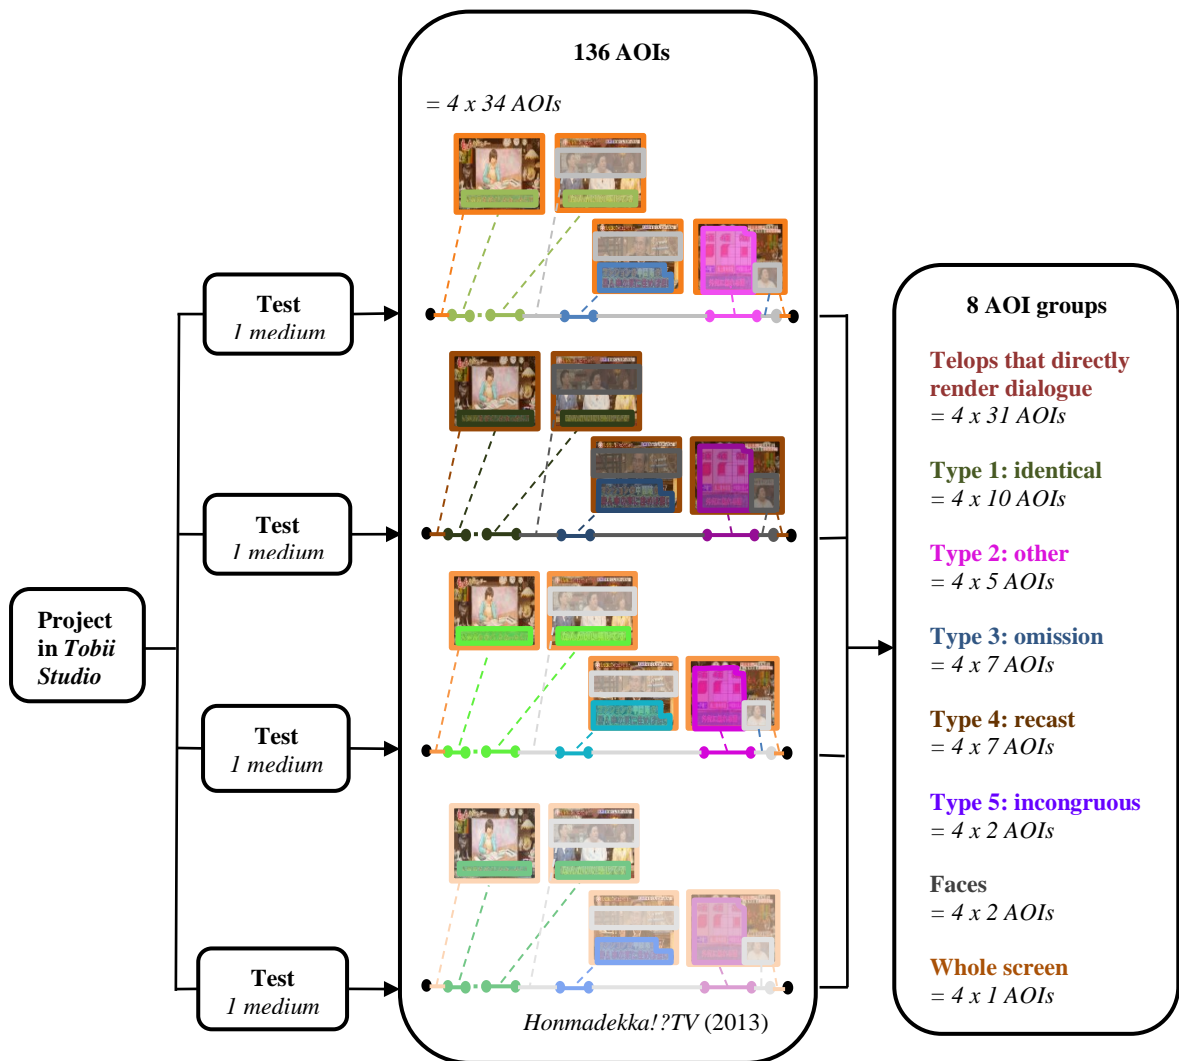 136 AOIs
= 4 x 34 AOIs
Test
1 medium
Test
1 medium
Project
in Tobii
Studio
Test
1 medium
Test
1 medium
Honmadekka!?TV (2013)
8 AOI groups
Telops that directly
render dialogue
= 4 x 31 AOIs
Type 1: identical
= 4 x 10 AOIs
Type 2: other
= 4 x 5 AOIs
Type 3: omission
= 4 x 7 AOIs
Type 4: recast
= 4 x 7 AOIs
Type 5: incongruous
= 4 x 2 AOIs
Faces
= 4 x 2 AOIs
Whole screen
= 4 x 1 AOIs